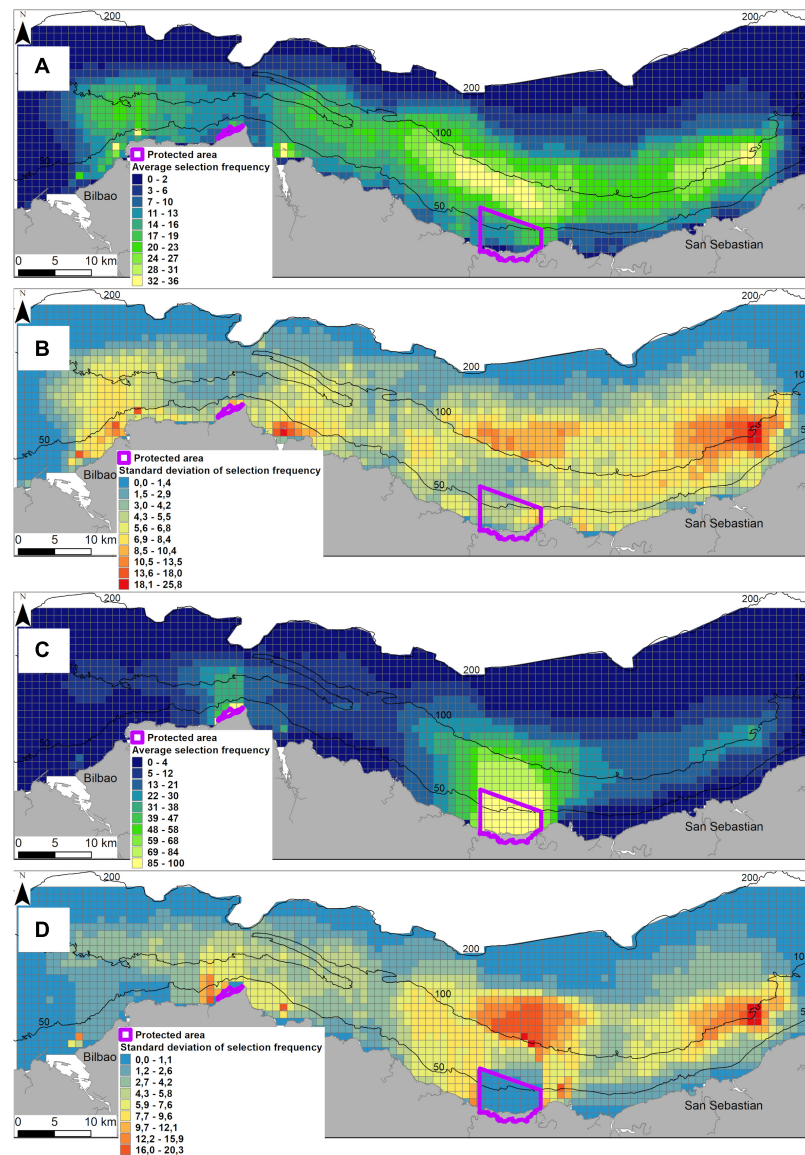 200
N
A
200
100
50
50
Protected area
Average selection frequency
0 - 2
3 - 6
7 - 10
11 - 13
14 - 16
17 - 19
20 - 23
24 - 27
28 - 31
32 - 36
Bilbao
San Sebastian
0 5 10 km
200
N
B
200
100
50
50
Protected area
Standard deviation of selection frequency
0,0 - 1,4
1,5 - 2,9
3,0 - 4,2
4,3 - 5,5
5,6 - 6,8
6,9 - 8,4
8,5 - 10,4
10,5 - 13,5
13,6 - 18,0
18,1 - 25,8
Bilbao
San Sebastian
0 5 10 km
200
N
C
200
100
50
50
Protected area
Average selection frequency
0 - 4
5 - 12
13 - 21
22 - 30
31 - 38
39 - 47
48 - 58
59 - 68
69 - 84
85 - 100
Bilbao
San Sebastian
0 5 10 km
200
N
D
200
100
50
50
Protected area
Standard deviation of selection frequency
0,0 - 1,1
1,2 - 2,6
2,7 - 4,2
4,3 - 5,8
5,9 - 7,6
7,7 - 9,6
9,7 - 12,1
12,2 - 15,9
16,0 - 20,3
Bilbao
San Sebastian
0 5 10 km